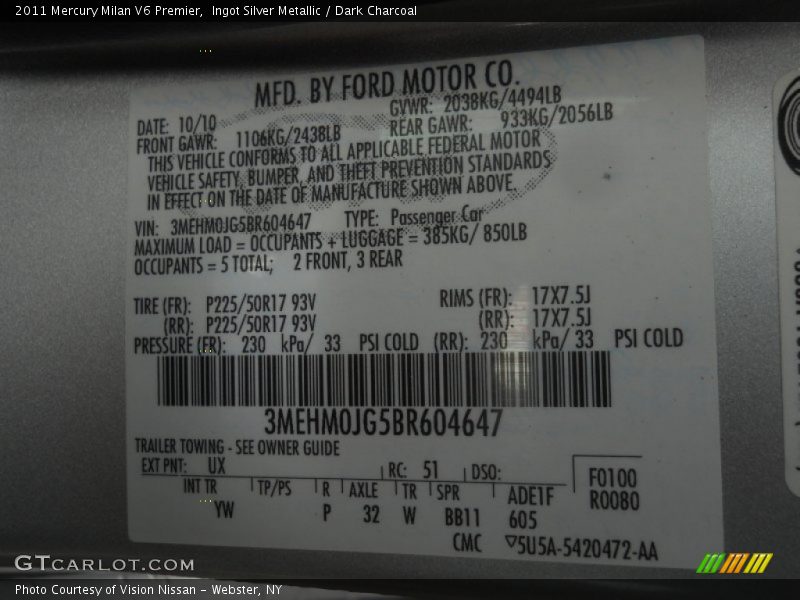 2011 Mercury Milan V6 Premier, Ingot Silver Metallic / Dark Charcoal
MFD. BY FORD MOTOR CO.
DATE: 10/10 GVWR: 2038KG/4494LB
FRONT GAWR: 1106KG/2438LB REAR GAWR: 933KG/2056LB
THIS VEHICLE CONFORMS TO ALL APPLICABLE FEDERAL MOTOR
VEHICLE SAFETY, BUMPER, AND THEFT PREVENTION STANDARDS
IN EFFECT ON THE DATE OF MANUFACTURE SHOWN ABOVE.
VIN: 3MEHM0JG5BR604647 TYPE: Passenger Car
MAXIMUM LOAD = OCCUPANTS + LUGGAGE = 385KG/ 850LB
OCCUPANTS = 5 TOTAL; 2 FRONT, 3 REAR
TIRE (FR): P225/50R17 93V RIMS (FR): 17X7.5J
(RR): P225/50R17 93V (RR): 17X7.5J
PRESSURE (FR): 230 kPa/ 33 PSI COLD (RR): 230 kPa/ 33 PSI COLD
3MEHM0JG5BR604647
TRAILER TOWING - SEE OWNER GUIDE
EXT PNT: UX RC: 51 DSO: F0100
INT TR TP/PS R AXLE TR SPR ADE1F R0080
YW P 32 W BB11 605
CMC ▽5U5A-5420472-AA
GTCARLOT.COM
Photo Courtesy of Vision Nissan - Webster, NY